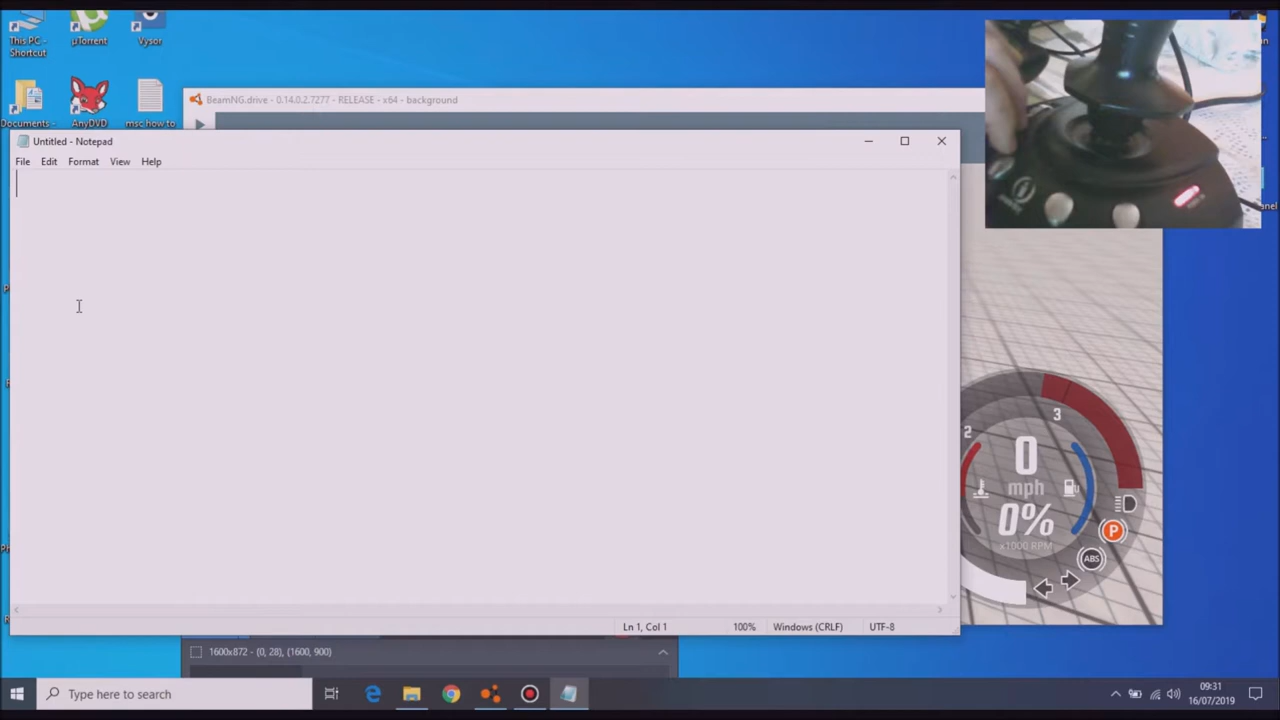 This PC - Shortcut
µTorrent
Vysor
Documents -
AnyDVD
msc how to
BeamNG.drive - 0.14.0.2.7277 - RELEASE - x64 - background
Untitled - Notepad
File Edit Format View Help
Ln 1, Col 1
100%
Windows (CRLF)
UTF-8
2
3
0
mph
0%
x1000 RPM
P
ABS
1600x872 - (0, 28), (1600, 900)
Type here to search
09:31
16/07/2019